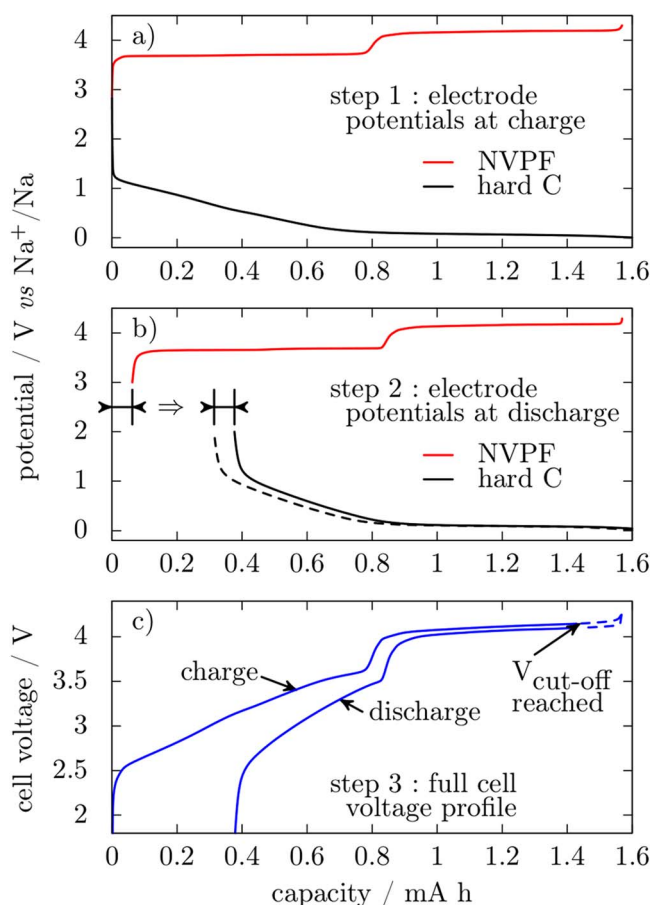 potential / V vs Na⁺/Na
a)
4
3
2
1
0
step 1 : electrode
potentials at charge
NVPF
hard C
0 0.2 0.4 0.6 0.8 1 1.2 1.4 1.6
b)
4
3
2
1
0
⇒
step 2 : electrode
potentials at discharge
NVPF
hard C
0 0.2 0.4 0.6 0.8 1 1.2 1.4 1.6
cell voltage / V
c)
4
3.5
3
2.5
2
charge
discharge
V cut-off
reached
step 3 : full cell
voltage profile
0 0.2 0.4 0.6 0.8 1 1.2 1.4 1.6
capacity / mA h